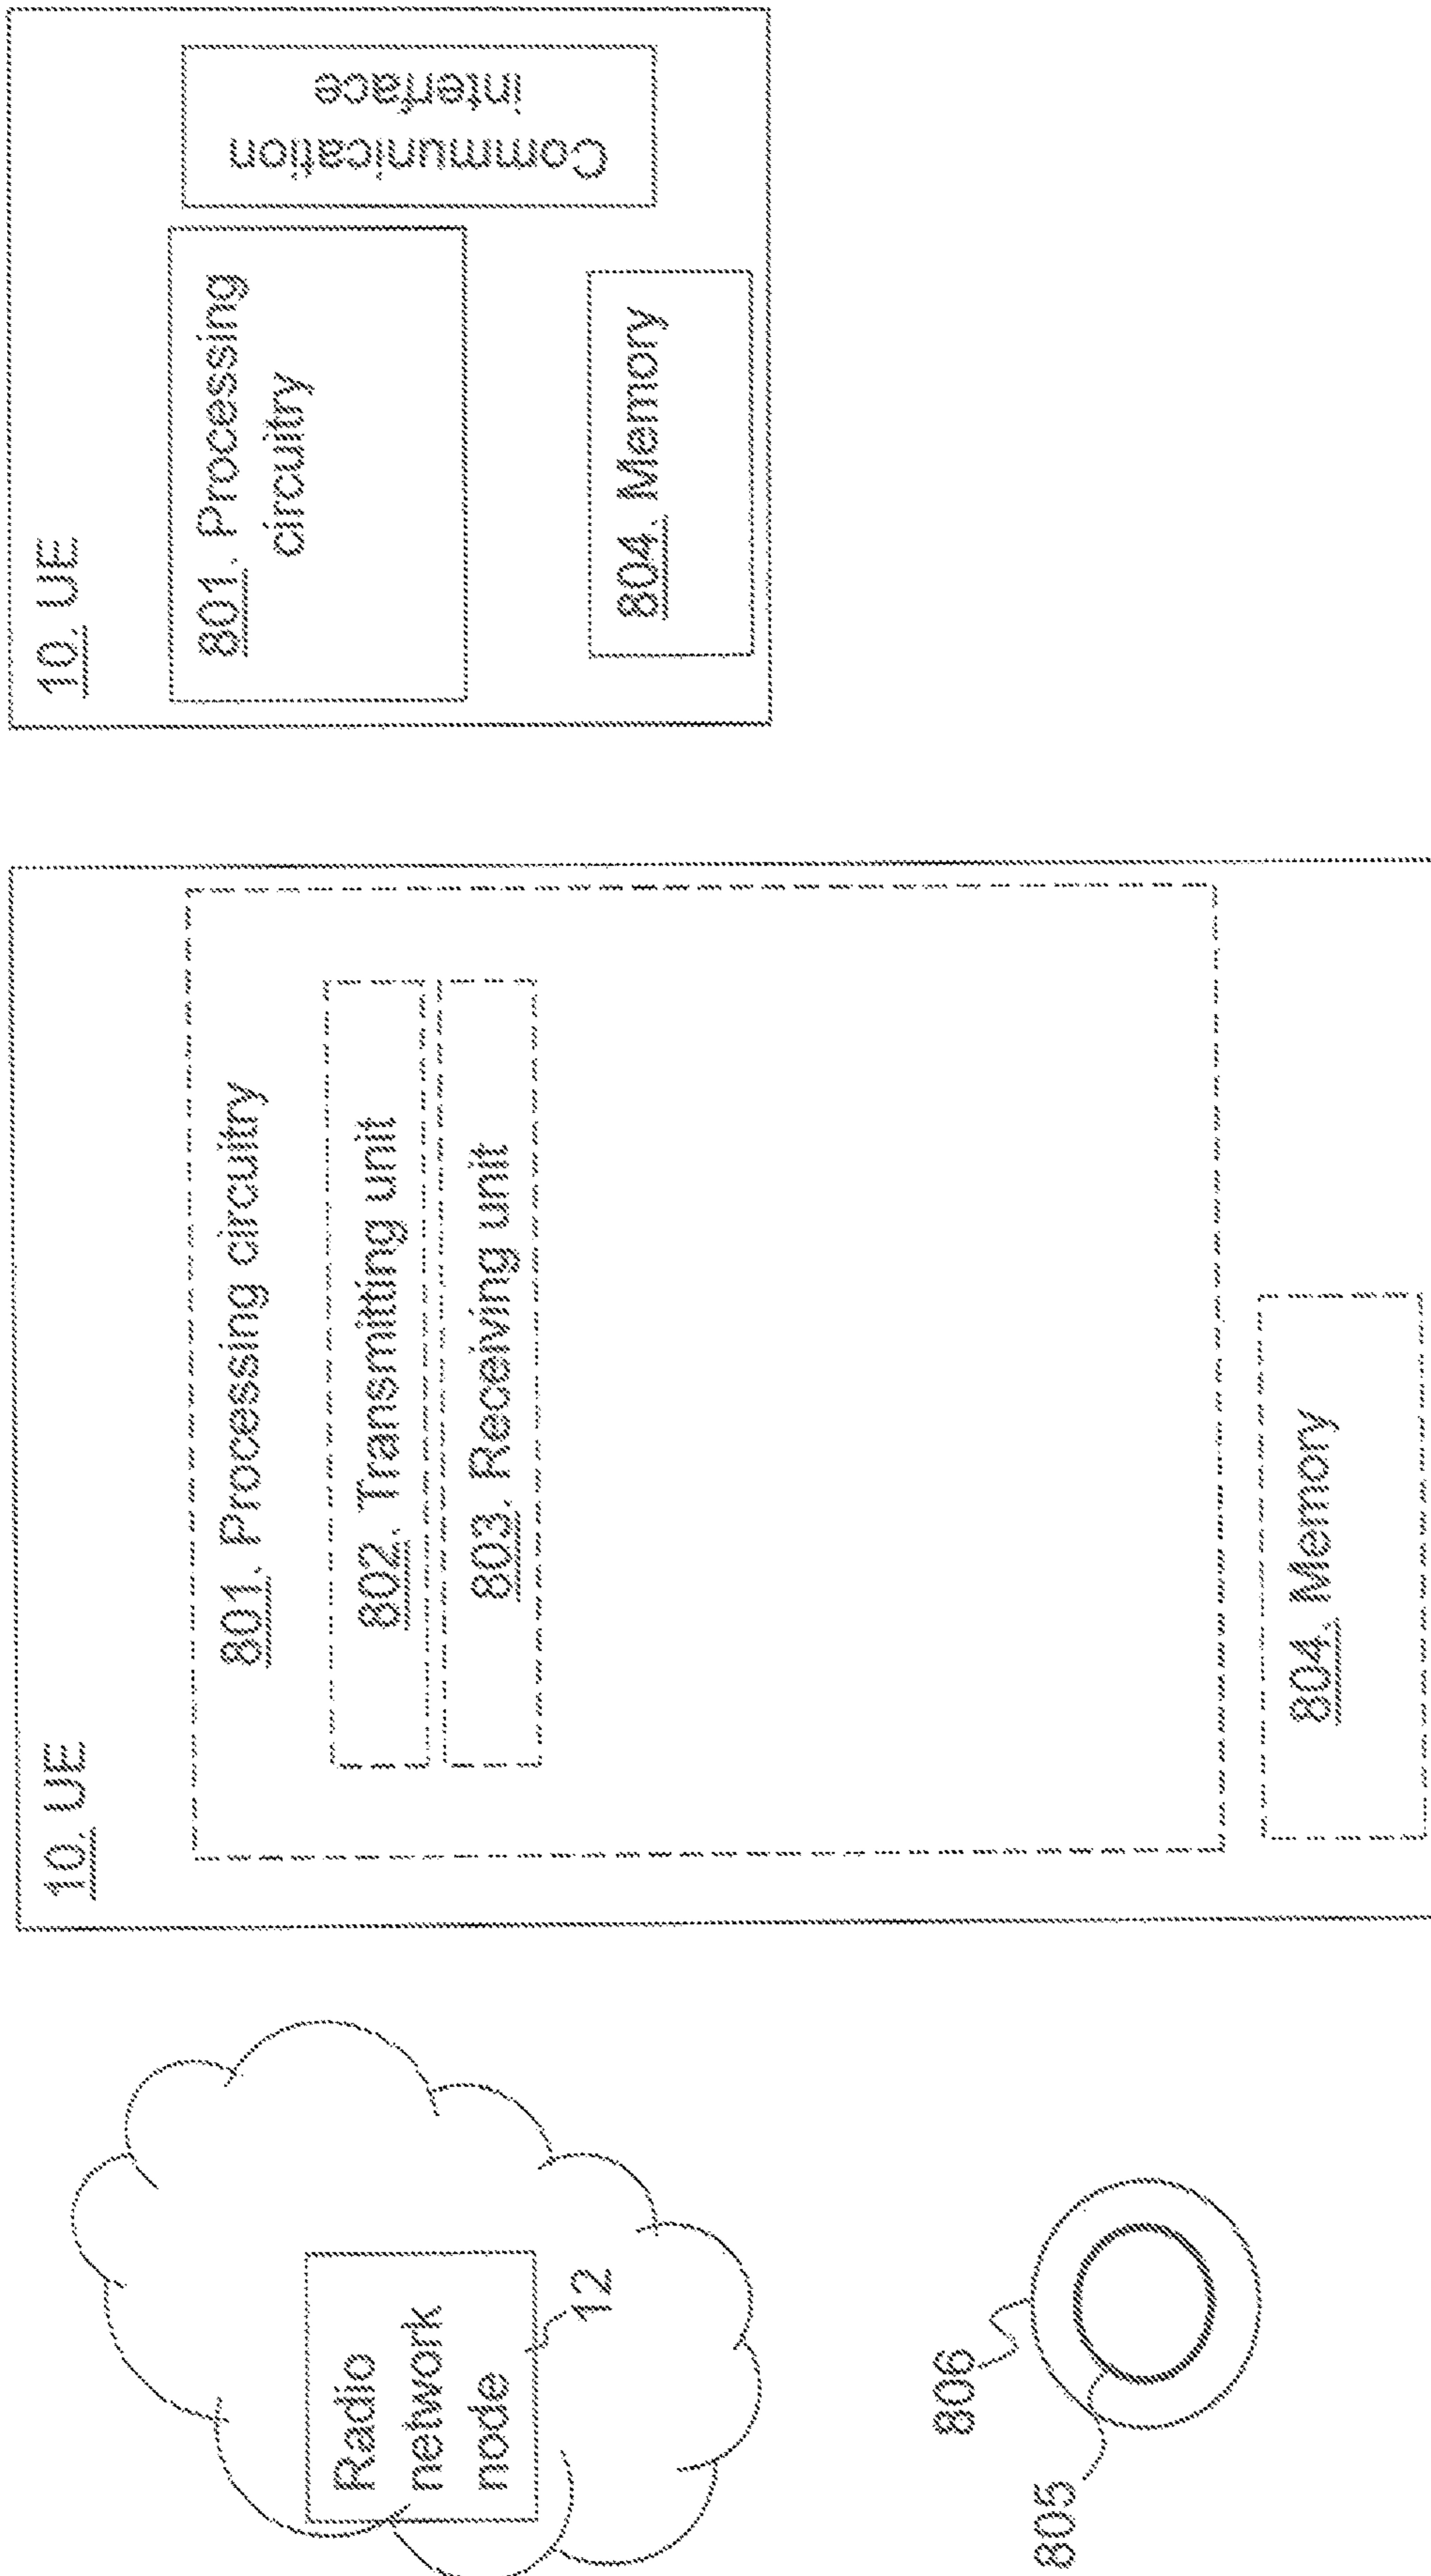 Radio
network
node
12
806
805
10. UE
801. Processing circuitry
802. Transmitting unit
803. Receiving unit
804. Memory
10. UE
801. Processing
circuitry
804. Memory
Communication
interface